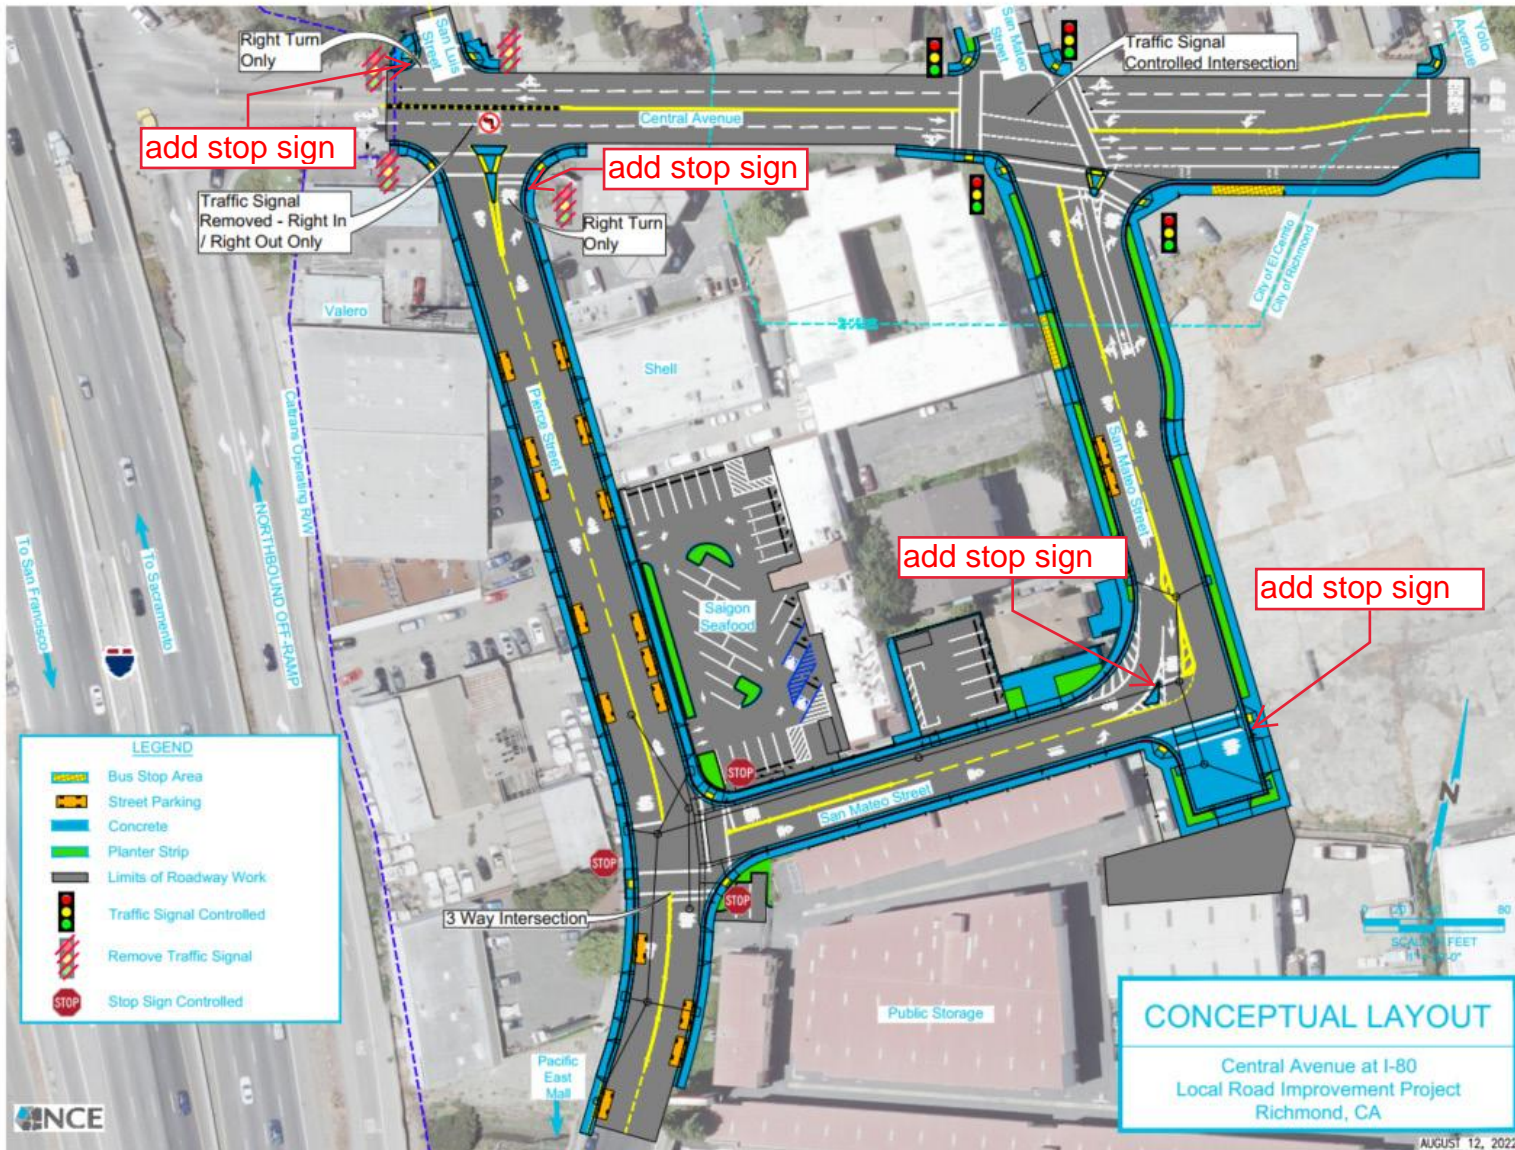 Right Turn
Only
San Luis
Street
San Mateo
Street
Traffic Signal
Controlled Intersection
Yolo
Avenue
add stop sign
Central Avenue
add stop sign
Traffic Signal
Removed - Right In
/ Right Out Only
Right Turn
Only
City of El Cerrito
City of Richmond
Valero
Shell
Pierce Street
San Mateo Street
Caltrans Operating R/W
NORTHBOUND OFF-RAMP
To San Francisco
To Sacramento
add stop sign
add stop sign
Saigon
Seafood
STOP
San Mateo Street
STOP
STOP
3 Way Intersection
LEGEND
Bus Stop Area
Street Parking
Concrete
Planter Strip
Limits of Roadway Work
Traffic Signal Controlled
Remove Traffic Signal
STOP
Stop Sign Controlled
N
0
80
Public Storage
Pacific
East
Mall
CONCEPTUAL LAYOUT
Central Avenue at I-80
Local Road Improvement Project
Richmond, CA
NCE
AUGUST 12, 2022